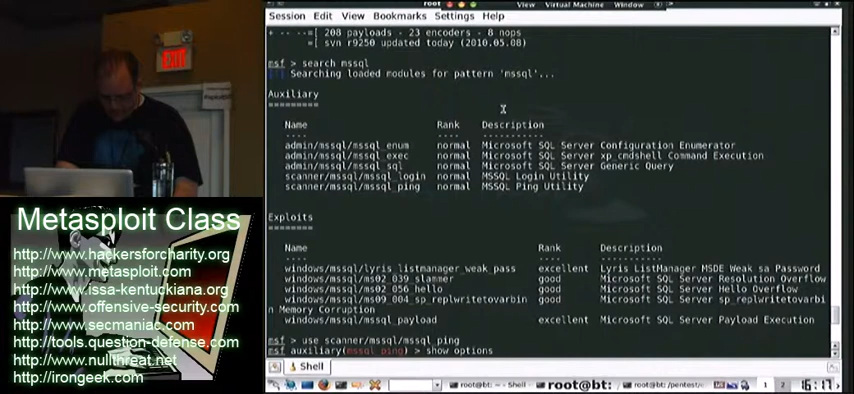 root View Virtual Machine Window
Session Edit View Bookmarks Settings Help
+ -- --=[ 208 payloads - 23 encoders - 8 nops
=[ svn r9250 updated today (2010.05.08)
msf > search mssql
[*] Searching loaded modules for pattern 'mssql'...
Auxiliary
=========
Name Rank Description
---- ---- -----------
admin/mssql/mssql_enum normal Microsoft SQL Server Configuration Enumerator
admin/mssql/mssql_exec normal Microsoft SQL Server xp_cmdshell Command Execution
admin/mssql/mssql_sql normal Microsoft SQL Server Generic Query
scanner/mssql/mssql_login normal MSSQL Login Utility
scanner/mssql/mssql_ping normal MSSQL Ping Utility
Exploits
========
Name Rank Description
---- ---- -----------
windows/mssql/lyris_listmanager_weak_pass excellent Lyris ListManager MSDE Weak sa Password
windows/mssql/ms02_039_slammer good Microsoft SQL Server Resolution Overflow
windows/mssql/ms02_056_hello good Microsoft SQL Server Hello Overflow
windows/mssql/ms09_004_sp_replwritetovarbin good Microsoft SQL Server sp_replwritetovarbi
n Memory Corruption
windows/mssql/mssql_payload excellent Microsoft SQL Server Payload Execution
msf > use scanner/mssql/mssql_ping
msf auxiliary(mssql_ping) > show options
Shell
root@bt: ~ - Shell root@bt: root@bt: /pentest/ 1 2 16:17
EXIT
Metasploit Class
http://www.hackersforcharity.org
http://www.metasploit.com
http://www.issa-kentuckiana.org
http://www.offensive-security.com
http://www.secmaniac.com
http://tools.question-defense.com
http://www.nullthreat.net
http://irongeek.com